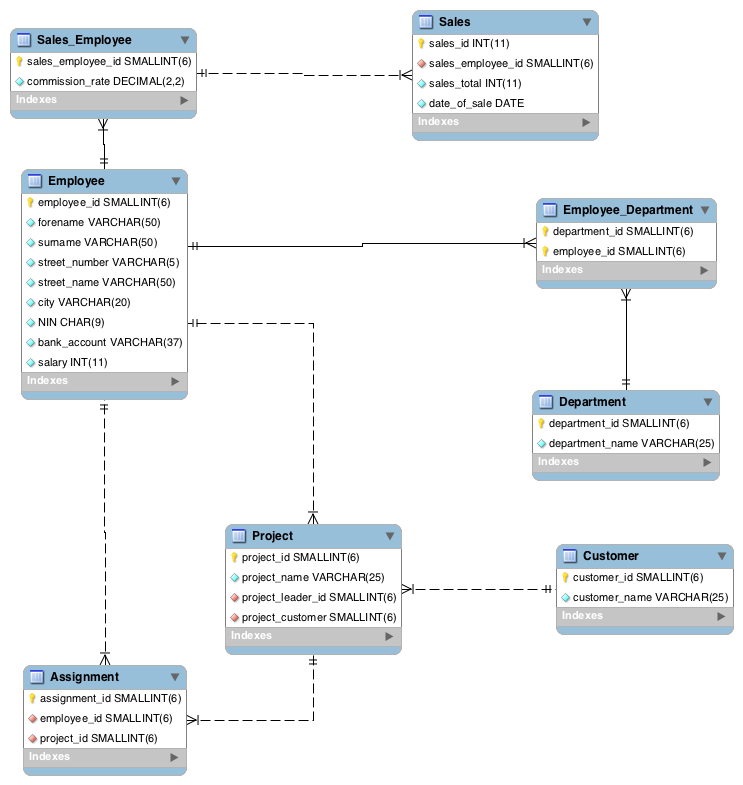 Sales_Employee
sales_employee_id SMALLINT(6)
commission_rate DECIMAL(2,2)
Indexes
Sales
sales_id INT(11)
sales_employee_id SMALLINT(6)
sales_total INT(11)
date_of_sale DATE
Indexes
Employee
employee_id SMALLINT(6)
forename VARCHAR(50)
surname VARCHAR(50)
street_number VARCHAR(5)
street_name VARCHAR(50)
city VARCHAR(20)
NIN CHAR(9)
bank_account VARCHAR(37)
salary INT(11)
Indexes
Employee_Department
department_id SMALLINT(6)
employee_id SMALLINT(6)
Indexes
Department
department_id SMALLINT(6)
department_name VARCHAR(25)
Indexes
Project
project_id SMALLINT(6)
project_name VARCHAR(25)
project_leader_id SMALLINT(6)
project_customer SMALLINT(6)
Indexes
Customer
customer_id SMALLINT(6)
customer_name VARCHAR(25)
Indexes
Assignment
assignment_id SMALLINT(6)
employee_id SMALLINT(6)
project_id SMALLINT(6)
Indexes